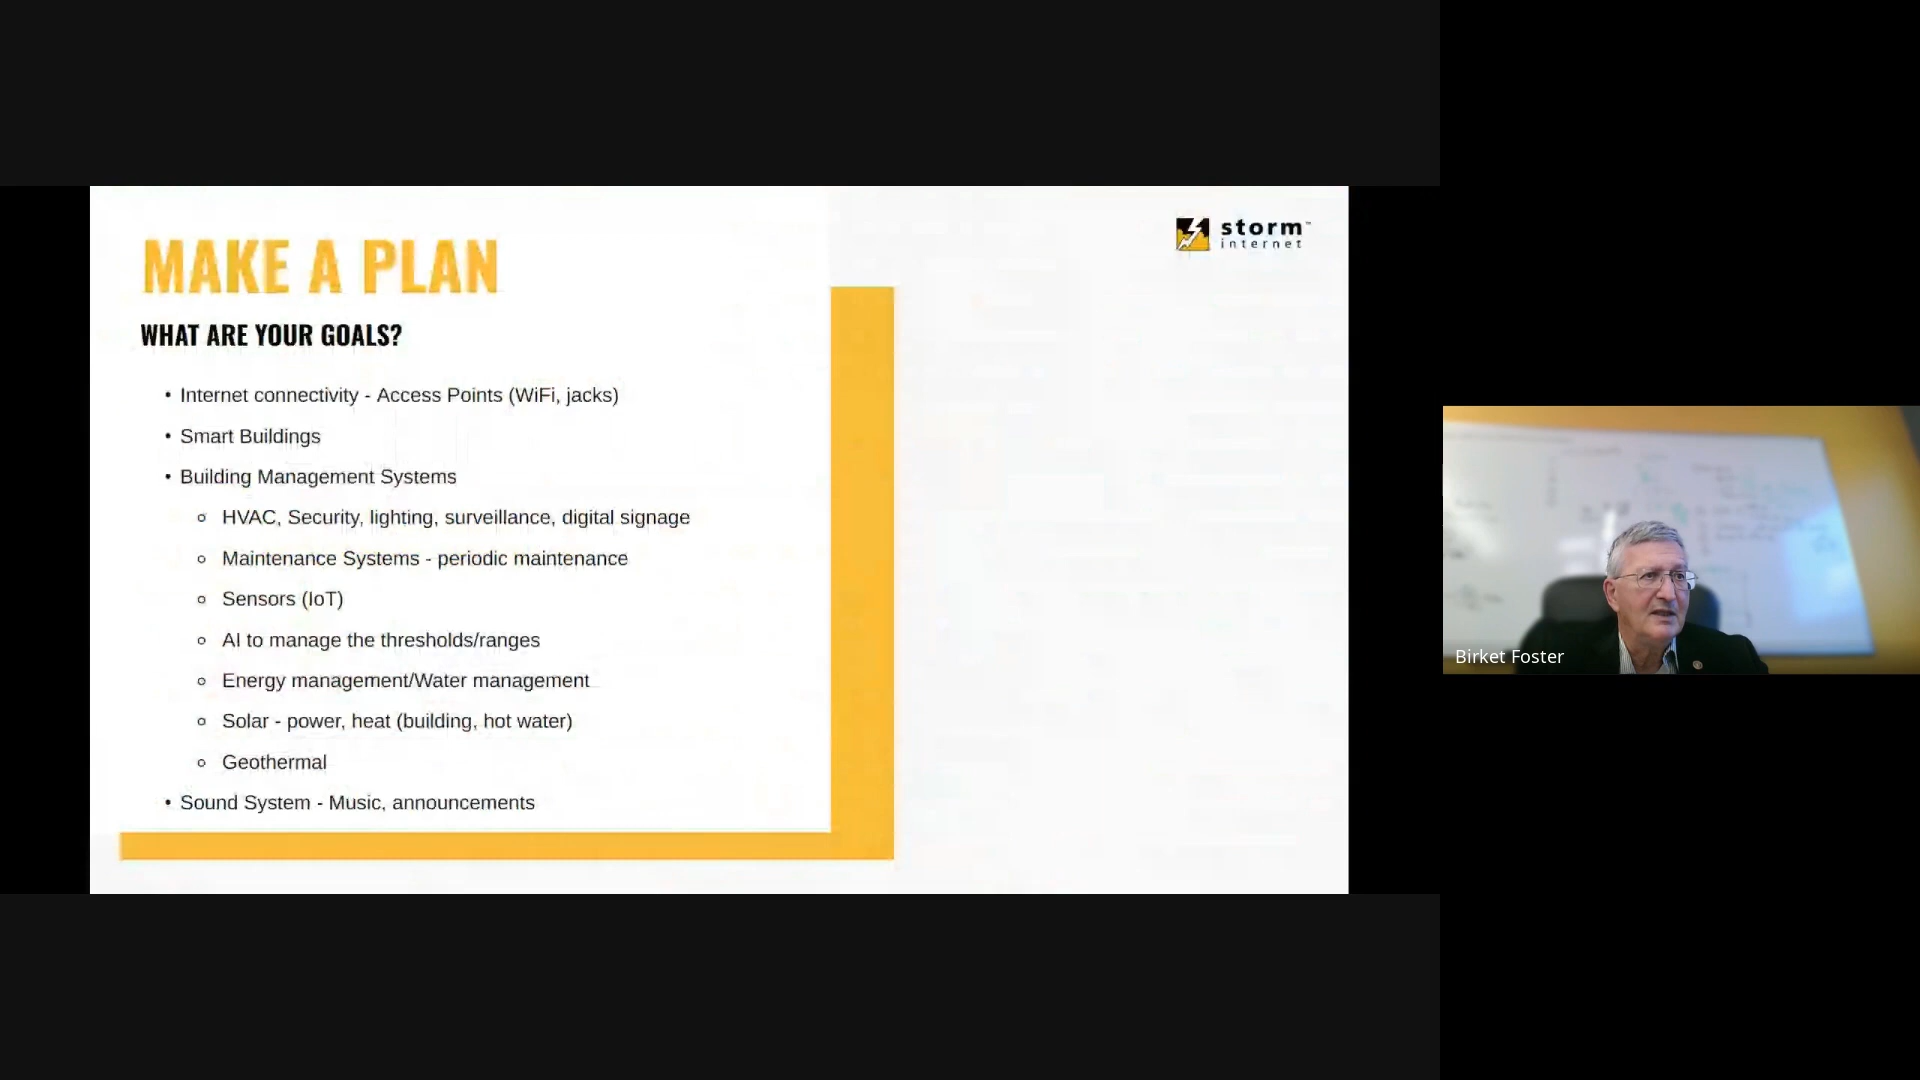 MAKE A PLAN
storm™
internet
WHAT ARE YOUR GOALS?
• Internet connectivity - Access Points (WiFi, jacks)
• Smart Buildings
• Building Management Systems
○ HVAC, Security, lighting, surveillance, digital signage
○ Maintenance Systems - periodic maintenance
○ Sensors (IoT)
○ AI to manage the thresholds/ranges
○ Energy management/Water management
○ Solar - power, heat (building, hot water)
○ Geothermal
• Sound System - Music, announcements
Birket Foster